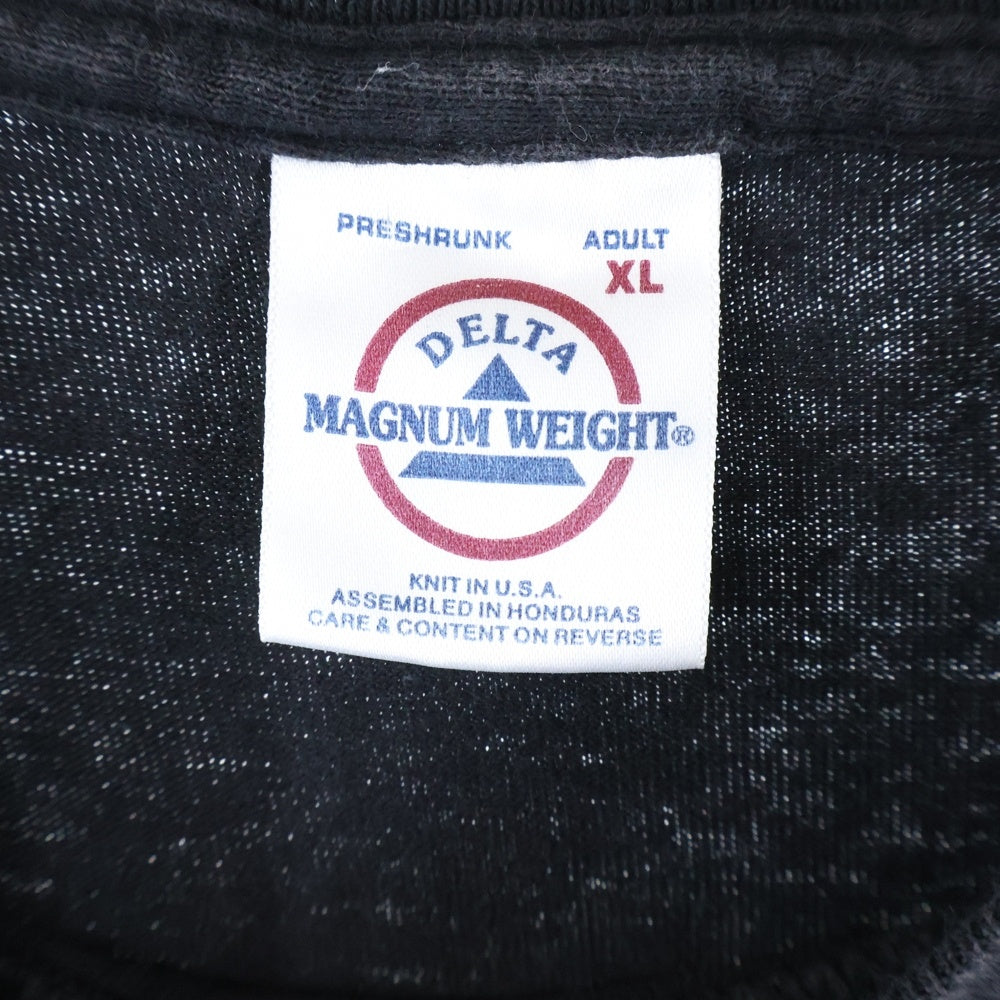 PRESHRUNK ADULT
XL
DELTA
MAGNUM WEIGHT®
KNIT IN U.S.A.
ASSEMBLED IN HONDURAS
CARE & CONTENT ON REVERSE